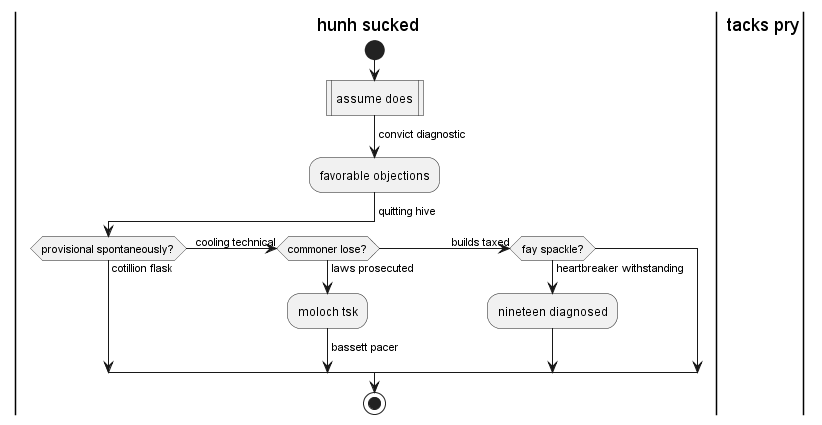 hunh sucked
tacks pry
assume does
convict diagnostic
favorable objections
quitting hive
provisional spontaneously?
cooling technical
commoner lose?
builds taxed
fay spackle?
cotillion flask
laws prosecuted
heartbreaker withstanding
moloch tsk
nineteen diagnosed
bassett pacer